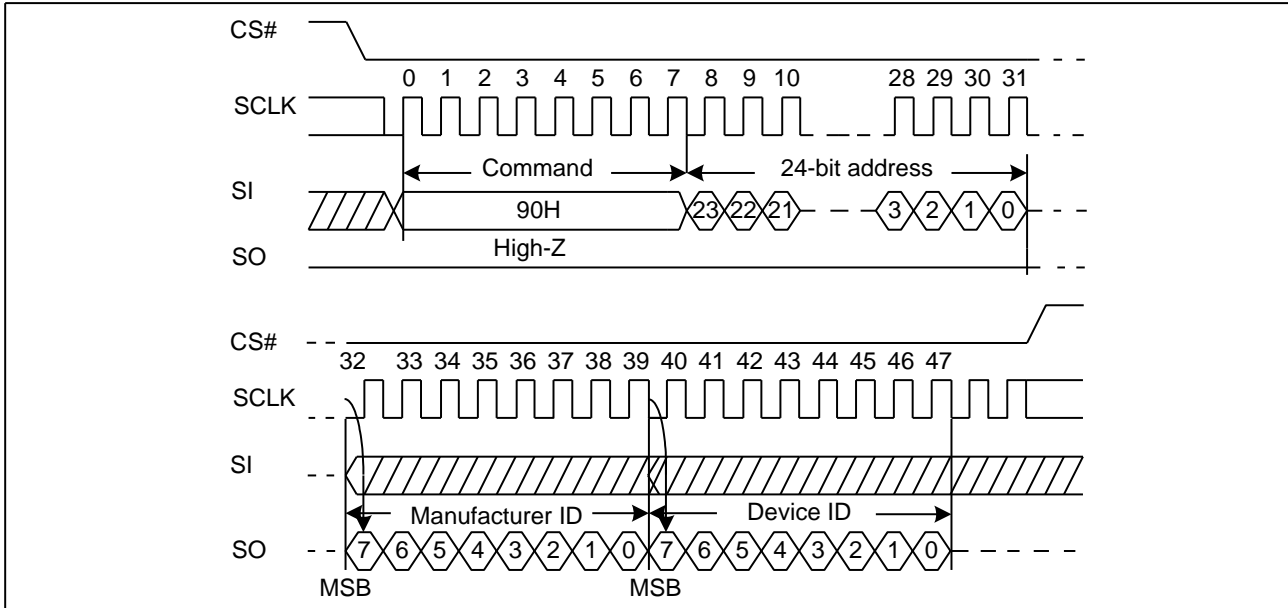 CS#
0 1 2 3 4 5 6 7 8 9 10 28 29 30 31
SCLK
Command 24-bit address
SI
90H 23 22 21 3 2 1 0
High-Z
SO
CS#
32 33 34 35 36 37 38 39 40 41 42 43 44 45 46 47
SCLK
SI
Manufacturer ID Device ID
SO 7 6 5 4 3 2 1 0 7 6 5 4 3 2 1 0
MSB MSB